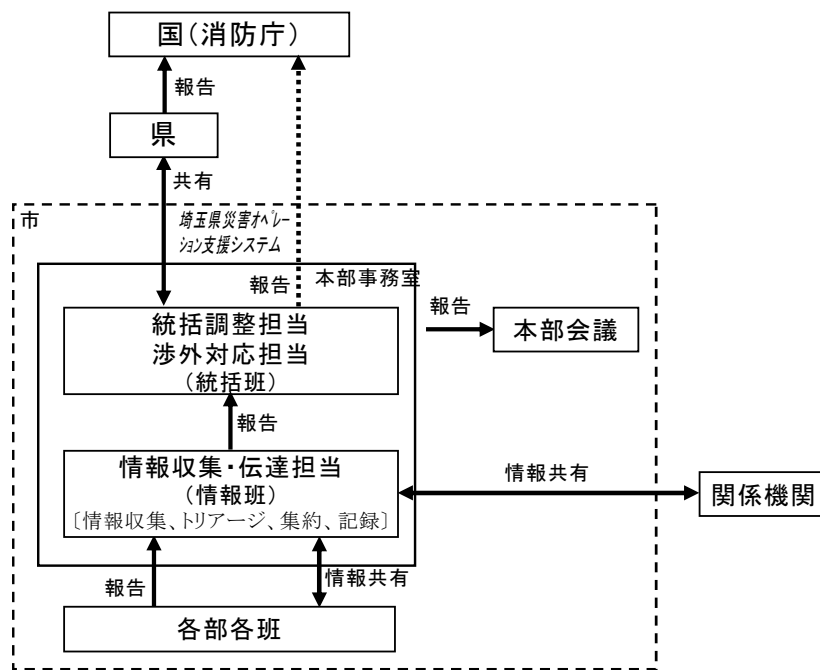 国(消防庁)
報告
県
共有
市
埼玉県災害ｵﾍﾟﾚｰ
ｼｮﾝ支援システム
報告
本部事務室
統括調整担当
渉外対応担当
(統括班)
報告
本部会議
報告
情報収集・伝達担当
(情報班)
〔情報収集、トリアージ、集約、記録〕
情報共有
関係機関
報告
情報共有
各部各班